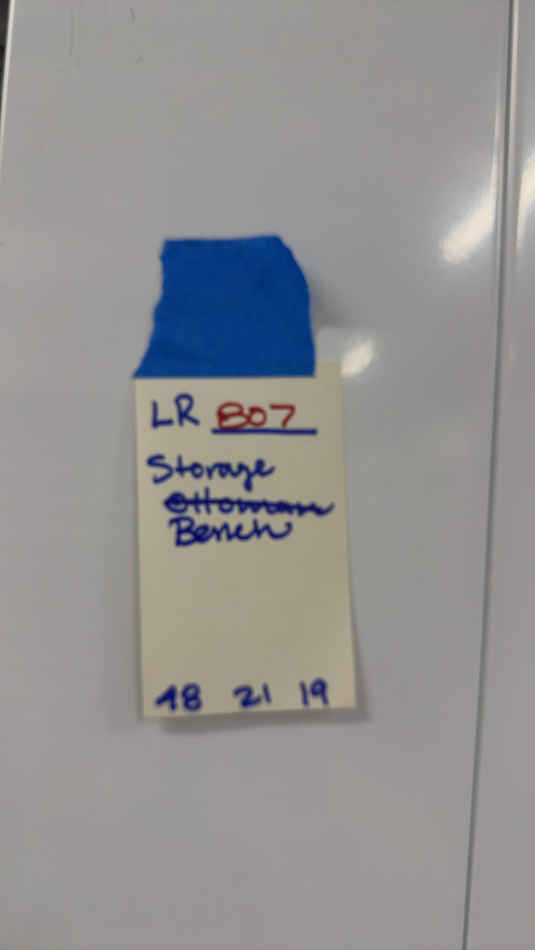 LR 807
Storage
Ottoman
Bench
48 21 19